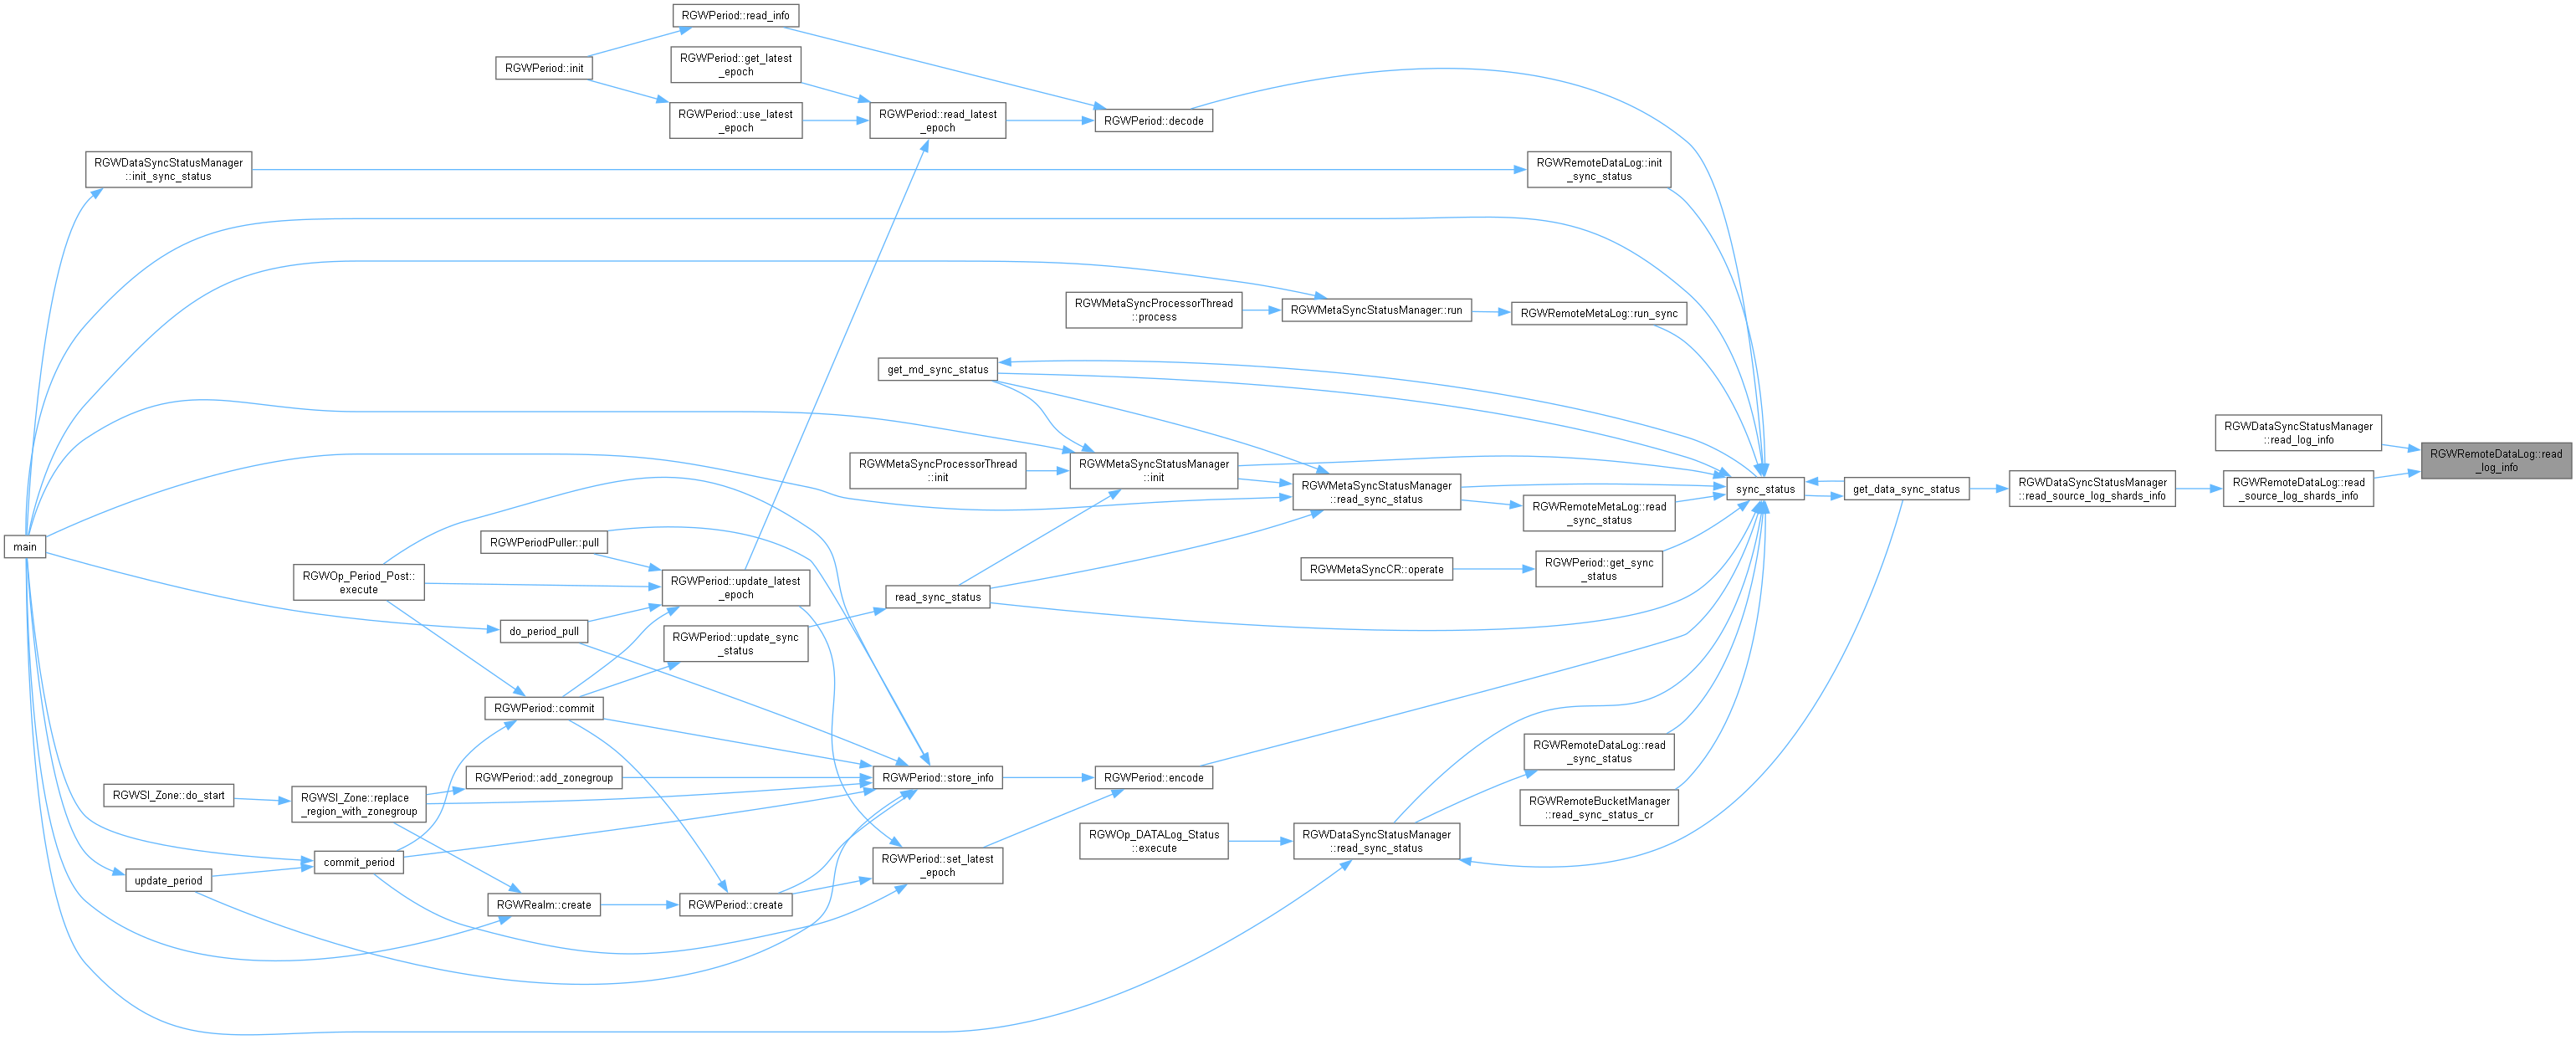 RGWPeriod::read_info
RGWPeriod::init
RGWPeriod::get_latest
_epoch
RGWPeriod::use_latest
_epoch
RGWPeriod::read_latest
_epoch
RGWPeriod::decode
RGWDataSyncStatusManager
::init_sync_status
RGWRemoteDataLog::init
_sync_status
RGWMetaSyncProcessorThread
::process
RGWMetaSyncStatusManager::run
RGWRemoteMetaLog::run_sync
get_md_sync_status
RGWMetaSyncProcessorThread
::init
RGWMetaSyncStatusManager
::init
RGWMetaSyncStatusManager
::read_sync_status
RGWRemoteMetaLog::read
_sync_status
sync_status
get_data_sync_status
RGWDataSyncStatusManager
::read_source_log_shards_info
RGWRemoteDataLog::read
_source_log_shards_info
RGWDataSyncStatusManager
::read_log_info
RGWRemoteDataLog::read
_log_info
main
RGWPeriodPuller::pull
RGWOp_Period_Post::
execute
RGWPeriod::update_latest
_epoch
read_sync_status
RGWMetaSyncCR::operate
RGWPeriod::get_sync
_status
do_period_pull
RGWPeriod::update_sync
_status
RGWPeriod::commit
RGWSI_Zone::do_start
RGWSI_Zone::replace
_region_with_zonegroup
RGWPeriod::add_zonegroup
RGWPeriod::store_info
RGWPeriod::encode
RGWRemoteDataLog::read
_sync_status
RGWRemoteBucketManager
::read_sync_status_cr
RGWOp_DATALog_Status
::execute
RGWDataSyncStatusManager
::read_sync_status
update_period
commit_period
RGWPeriod::set_latest
_epoch
RGWRealm::create
RGWPeriod::create